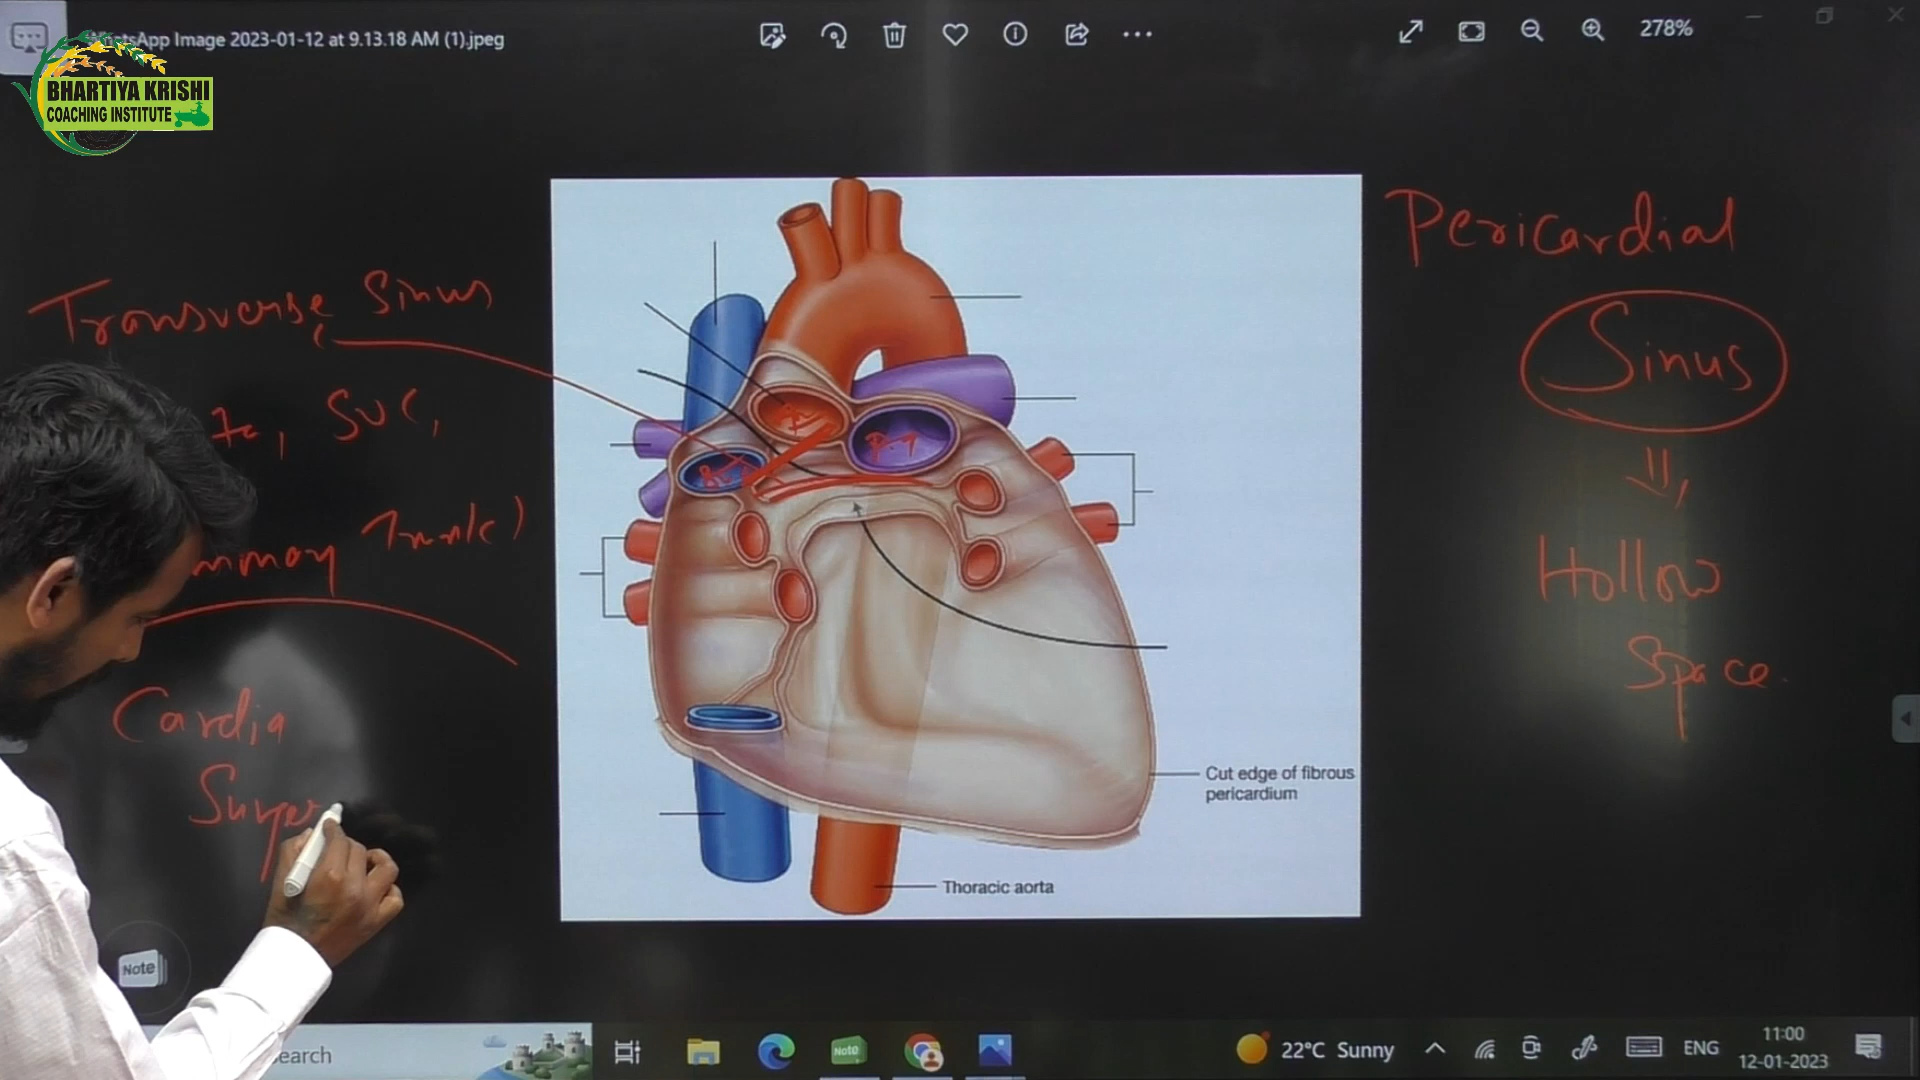 WhatsApp Image 2023-01-12 at 9.13.18 AM (1).jpeg
278%
BHARTIYA KRISHI
COACHING INSTITUTE
Pericardial
Sinus
Hollow
Space
Transverse Sinus
SVC,
Trunk)
Cardia
P.T
Cut edge of fibrous
pericardium
Thoracic aorta
Note
earch
Note
22°C Sunny
ENG
11:00
12-01-2023